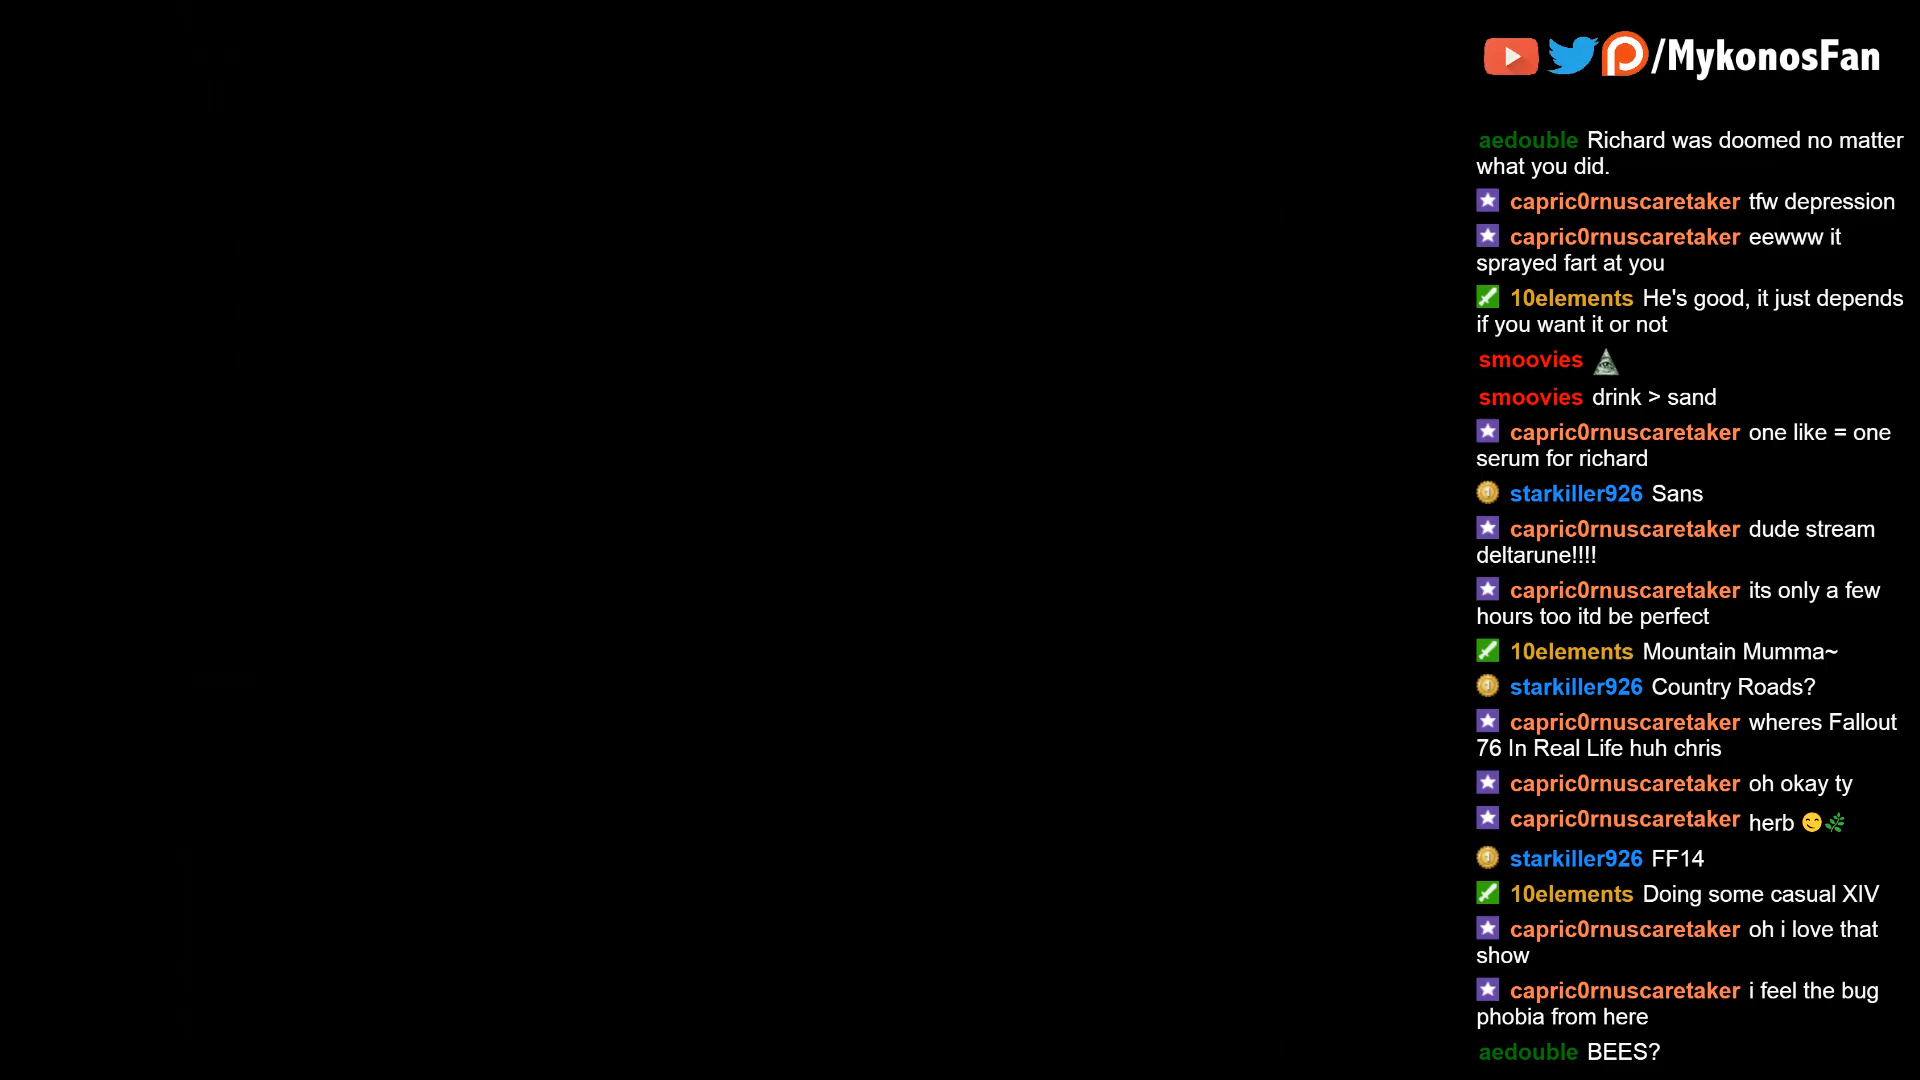 /MykonosFan
aedouble Richard was doomed no matter
what you did.
capric0rnuscaretaker tfw depression
capric0rnuscaretaker eewww it
sprayed fart at you
10elements He's good, it just depends
if you want it or not
smoovies
smoovies drink > sand
capric0rnuscaretaker one like = one
serum for richard
starkiller926 Sans
capric0rnuscaretaker dude stream
deltarune!!!!
capric0rnuscaretaker its only a few
hours too itd be perfect
10elements Mountain Mumma~
starkiller926 Country Roads?
capric0rnuscaretaker wheres Fallout
76 In Real Life huh chris
capric0rnuscaretaker oh okay ty
capric0rnuscaretaker herb 😏🌿
starkiller926 FF14
10elements Doing some casual XIV
capric0rnuscaretaker oh i love that
show
capric0rnuscaretaker i feel the bug
phobia from here
aedouble BEES?